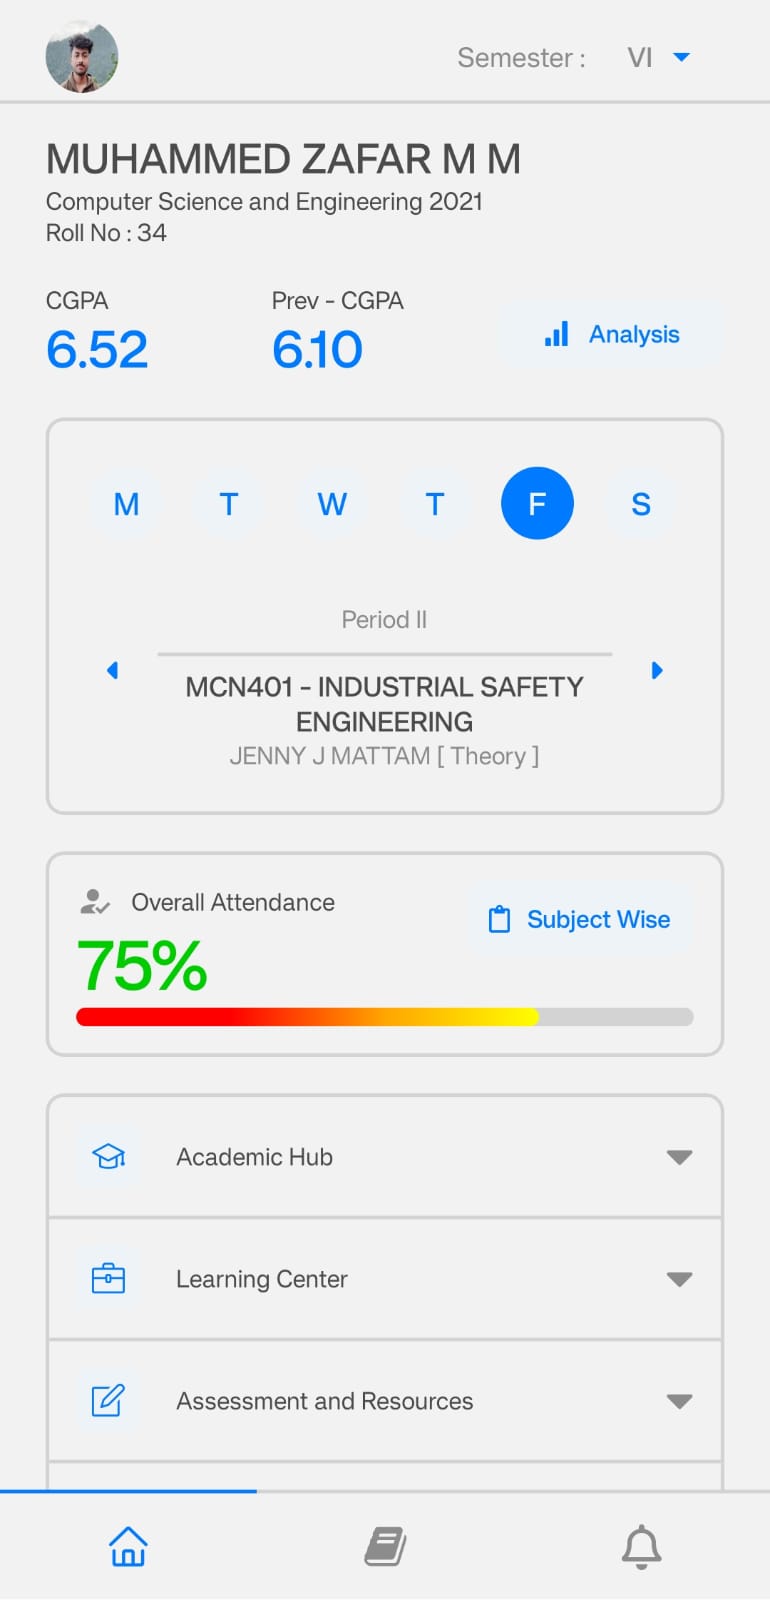 Semester : VI
MUHAMMED ZAFAR M M
Computer Science and Engineering 2021
Roll No : 34
CGPA Prev - CGPA
6.52 6.10 Analysis
M T W T F S
Period II
MCN401 - INDUSTRIAL SAFETY
ENGINEERING
JENNY J MATTAM [ Theory ]
Overall Attendance
Subject Wise
75%
Academic Hub
Learning Center
Assessment and Resources